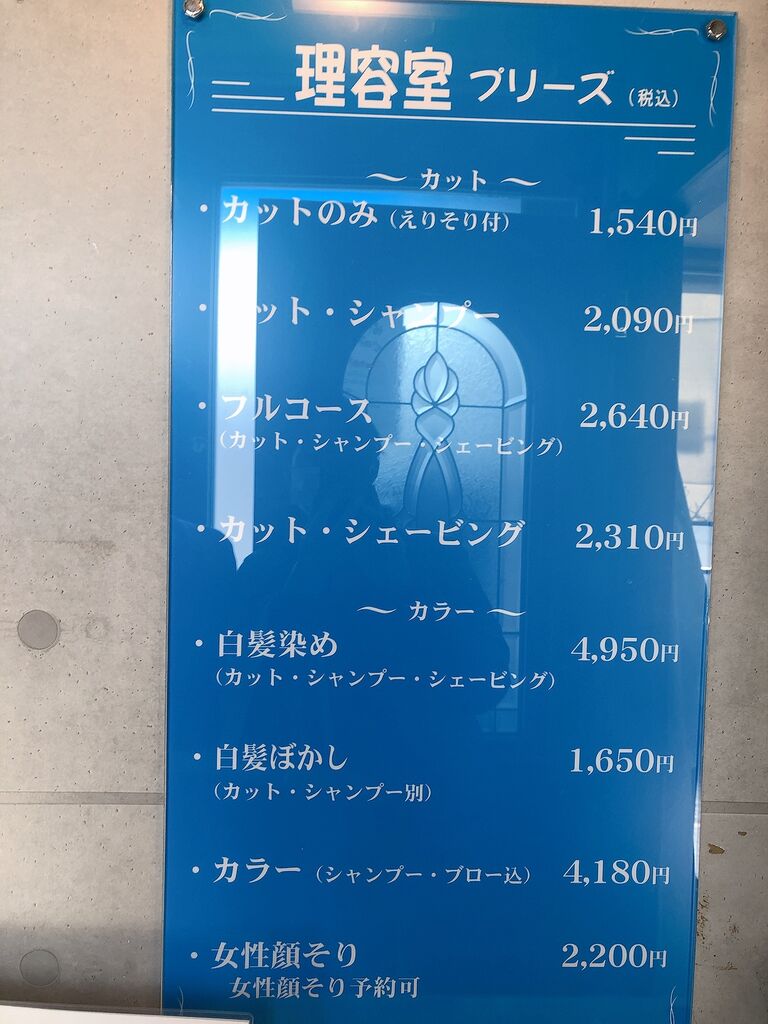 理容室 プリーズ (税込)
〜 カット 〜
・カットのみ (えりそり付) 1,540円
・カット・シャンプー 2,090円
・フルコース 2,640円
(カット・シャンプー・シェービング)
・カット・シェービング 2,310円
〜 カラー 〜
・白髪染め 4,950円
(カット・シャンプー・シェービング)
・白髪ぼかし 1,650円
(カット・シャンプー別)
・カラー (シャンプー・ブロー込) 4,180円
・女性顔そり 2,200円
女性顔そり予約可